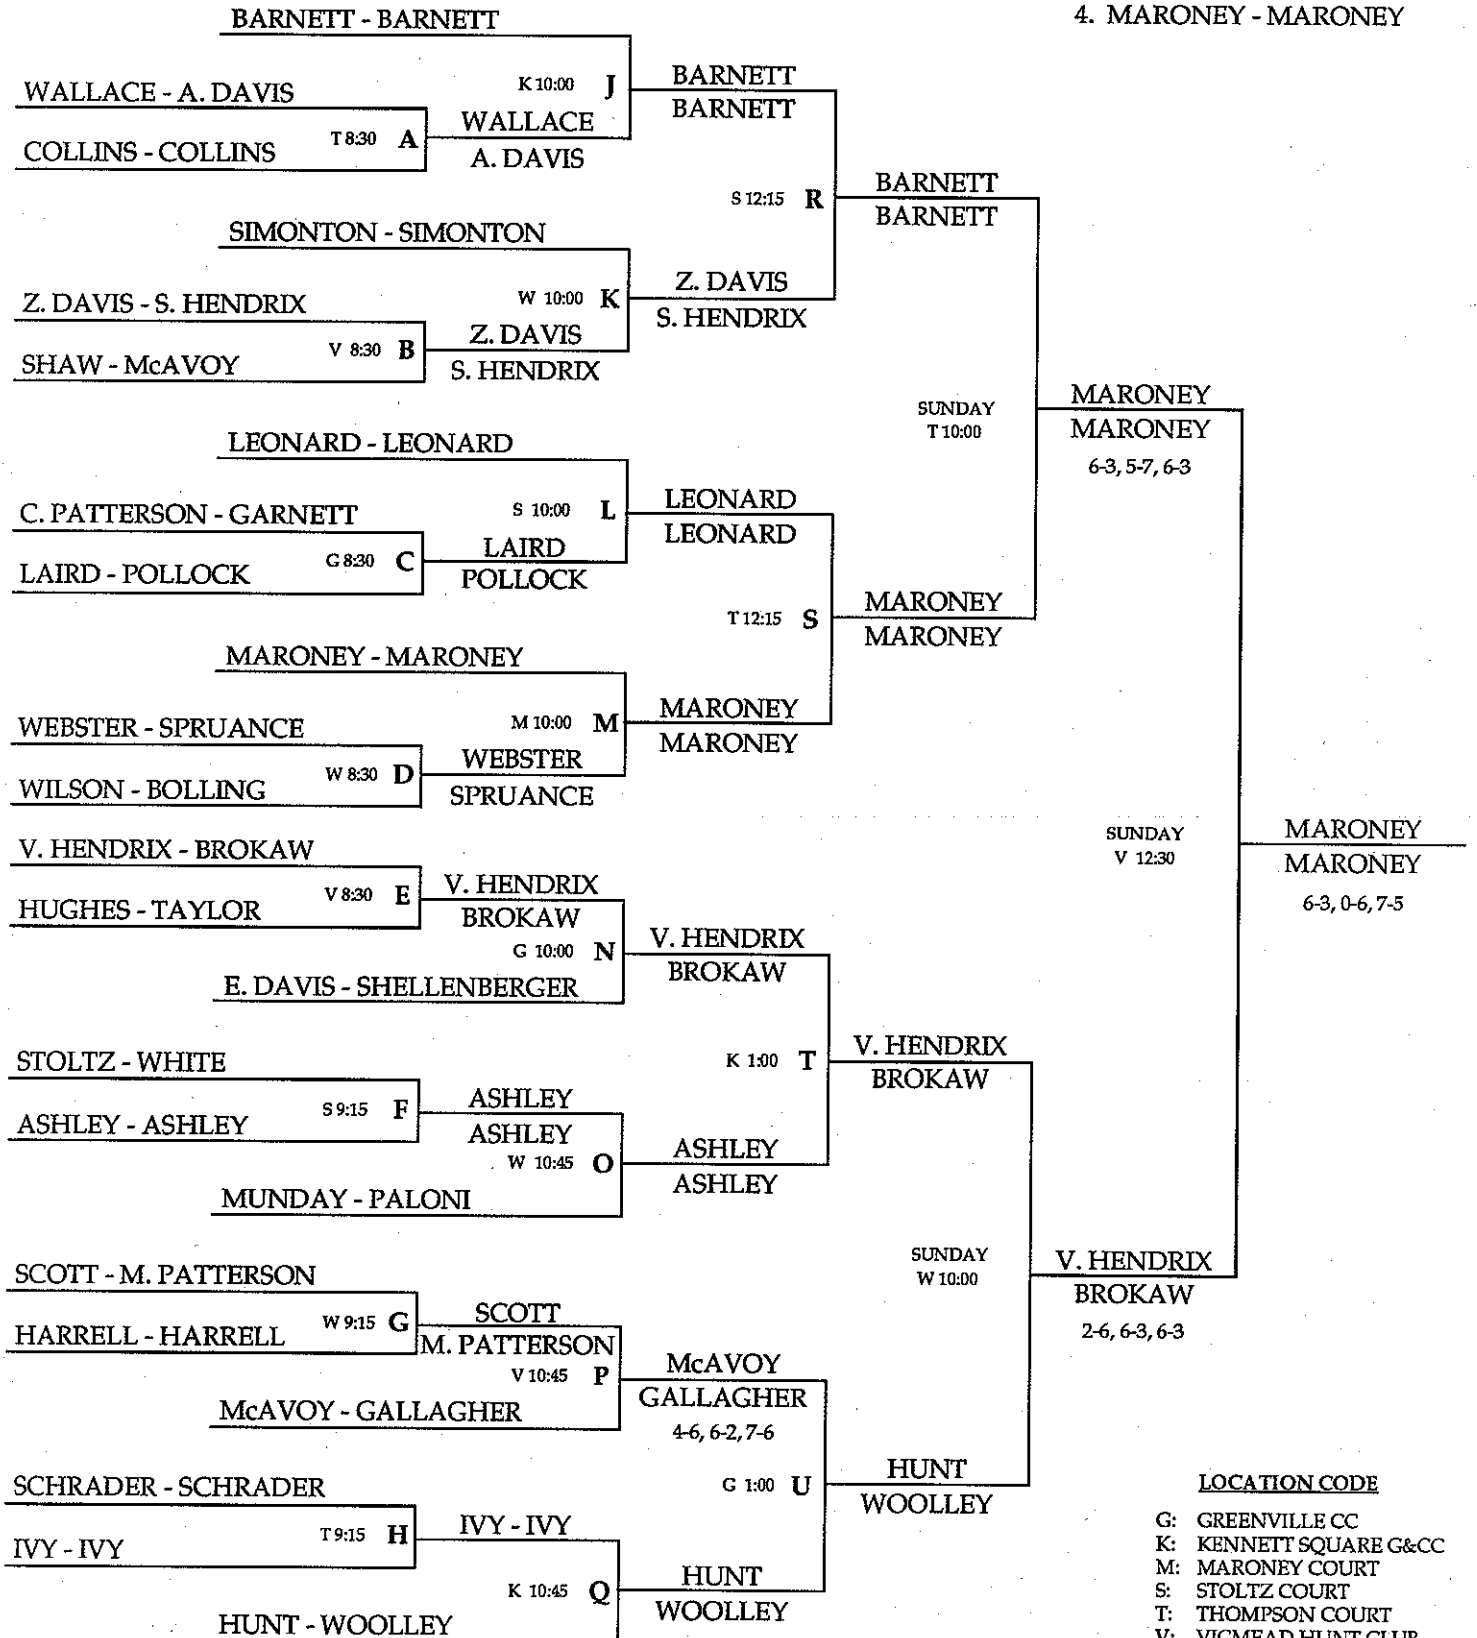 BARNETT - BARNETT
4. MARONEY - MARONEY
K 10:00 J
BARNETT
BARNETT
WALLACE - A. DAVIS
T 8:30 A
WALLACE
A. DAVIS
COLLINS - COLLINS
S 12:15 R
BARNETT
BARNETT
SIMONTON - SIMONTON
W 10:00 K
Z. DAVIS
S. HENDRIX
Z. DAVIS - S. HENDRIX
V 8:30 B
Z. DAVIS
S. HENDRIX
SHAW - McAVOY
SUNDAY
T 10:00
MARONEY
MARONEY
6-3, 5-7, 6-3
LEONARD - LEONARD
S 10:00 L
LEONARD
LEONARD
C. PATTERSON - GARNETT
G 8:30 C
LAIRD
POLLOCK
LAIRD - POLLOCK
T 12:15 S
MARONEY
MARONEY
MARONEY - MARONEY
M 10:00 M
MARONEY
MARONEY
WEBSTER - SPRUANCE
W 8:30 D
WEBSTER
SPRUANCE
WILSON - BOLLING
SUNDAY
V 12:30
MARONEY
MARONEY
6-3, 0-6, 7-5
V. HENDRIX - BROKAW
V 8:30 E
V. HENDRIX
BROKAW
HUGHES - TAYLOR
G 10:00 N
V. HENDRIX
BROKAW
E. DAVIS - SHELLENBERGER
K 1:00 T
V. HENDRIX
BROKAW
STOLTZ - WHITE
S 9:15 F
ASHLEY
ASHLEY
ASHLEY - ASHLEY
W 10:45 O
ASHLEY
ASHLEY
MUNDAY - PALONI
SUNDAY
W 10:00
V. HENDRIX
BROKAW
2-6, 6-3, 6-3
SCOTT - M. PATTERSON
W 9:15 G
SCOTT
M. PATTERSON
HARRELL - HARRELL
V 10:45 P
McAVOY
GALLAGHER
4-6, 6-2, 7-6
McAVOY - GALLAGHER
G 1:00 U
HUNT
WOOLLEY
SCHRADER - SCHRADER
T 9:15 H
IVY - IVY
IVY - IVY
K 10:45 Q
HUNT
WOOLLEY
HUNT - WOOLLEY
LOCATION CODE
G: GREENVILLE CC
K: KENNETT SQUARE G&CC
M: MARONEY COURT
S: STOLTZ COURT
T: THOMPSON COURT
V: VICMEAD HUNT CLUB